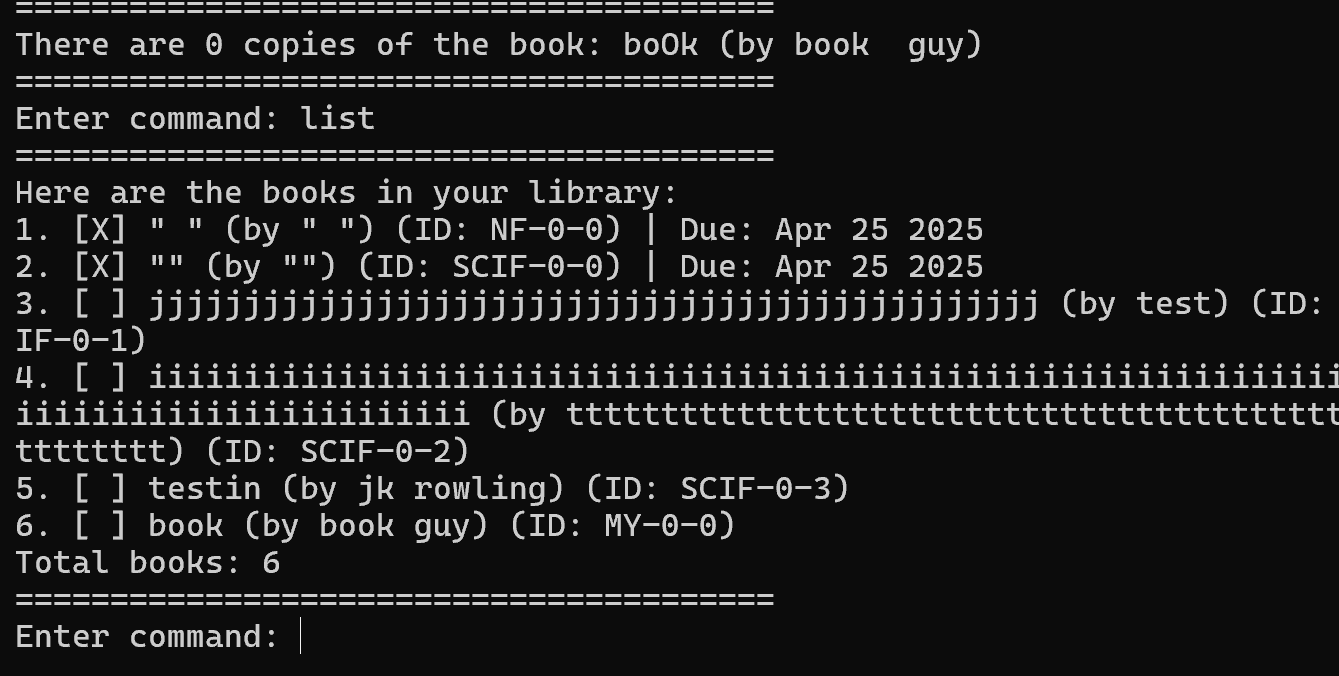 ========================================
There are 0 copies of the book: boOk (by book  guy)
========================================
Enter command: list
========================================
Here are the books in your library:
1. [X] " " (by " ") (ID: NF-0-0) | Due: Apr 25 2025
2. [X] "" (by "") (ID: SCIF-0-0) | Due: Apr 25 2025
3. [ ] jjjjjjjjjjjjjjjjjjjjjjjjjjjjjjjjjjjjjjjjjjjjjjj (by test) (ID:
IF-0-1)
4. [ ] iiiiiiiiiiiiiiiiiiiiiiiiiiiiiiiiiiiiiiiiiiiiiiiiiiiiiiiiiiiiiii
iiiiiiiiiiiiiiiiiiiiiiii (by ttttttttttttttttttttttttttttttttttttttttt
tttttttt) (ID: SCIF-0-2)
5. [ ] testin (by jk rowling) (ID: SCIF-0-3)
6. [ ] book (by book guy) (ID: MY-0-0)
Total books: 6
========================================
Enter command: